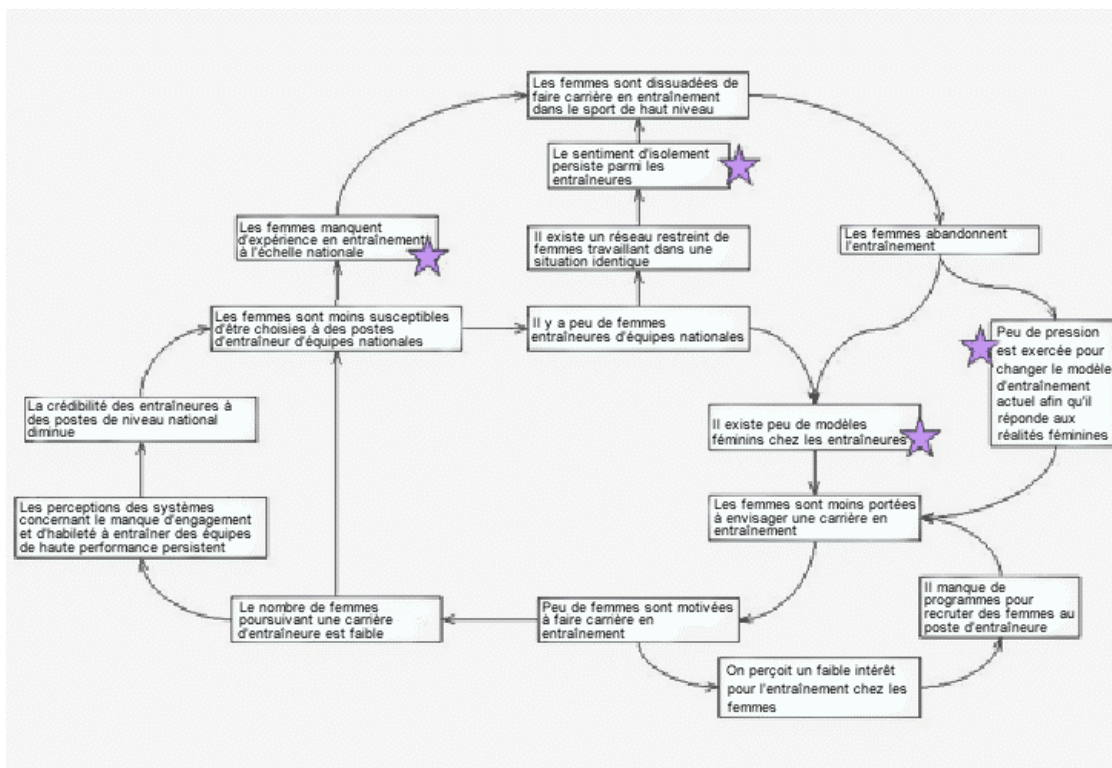 Les femmes sont dissuadées de
faire carrière en entraînement
dans le sport de haut niveau
Le sentiment d'isolement
persiste parmi les
entraîneures
Les femmes manquent
d'expérience en entraînement
à l'échelle nationale
Il existe un réseau restreint de
femmes travaillant dans une
situation identique
Les femmes abandonnent
l'entraînement
Les femmes sont moins susceptibles
d'être choisies à des postes
d'entraîneur d'équipes nationales
Il y a peu de femmes
entraîneures d'équipes nationales
Peu de pression
est exercée pour
changer le modèle
d'entraînement
actuel afin qu'il
réponde aux
réalités féminines
La crédibilité des entraîneures à
des postes de niveau national
diminue
Il existe peu de modèles
féminins chez les entraîneures
Les perceptions des systèmes
concernant le manque d'engagement
et d'habileté à entraîner des équipes
de haute performance persistent
Les femmes sont moins portées
à envisager une carrière en
entraînement
Le nombre de femmes
poursuivant une carrière
d'entraîneure est faible
Peu de femmes sont motivées
à faire carrière en
entraînement
Il manque de
programmes pour
recruter des femmes au
poste d'entraîneure
On perçoit un faible intérêt
pour l'entraînement chez les
femmes